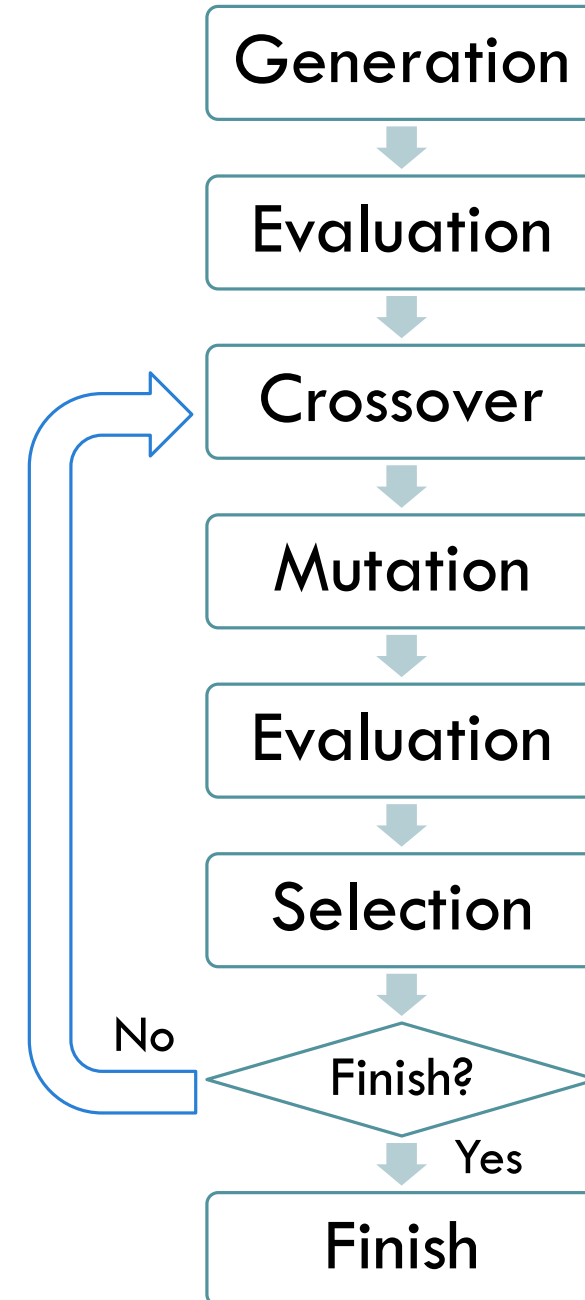 Generation
Evaluation
Crossover
Mutation
Evaluation
Selection
No
Finish?
Yes
Finish